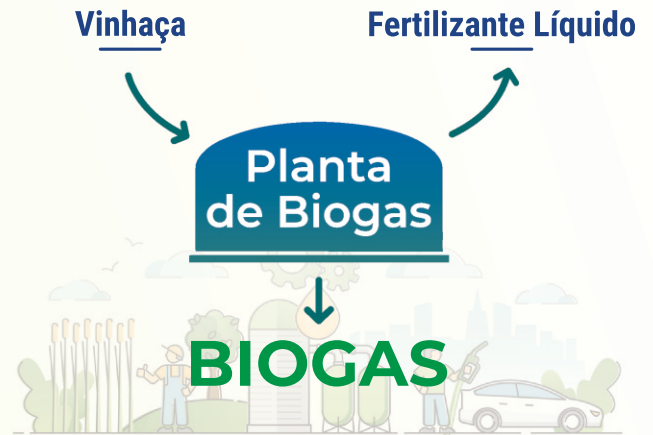 Vinhaça
Fertilizante Líquido
Planta
de Biogas
BIOGAS